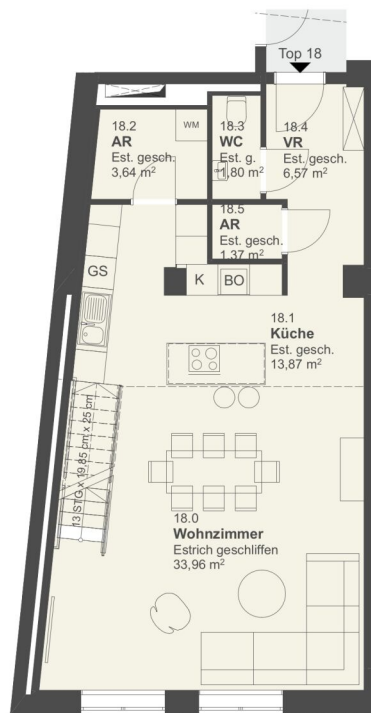 Top 18
18.2
AR
Est. gesch.
3,64 m²
WM
18.3
WC
Est. g.
1,80 m²
18.4
VR
Est. gesch.
6,57 m²
18.5
AR
Est. gesch.
1,37 m²
GS
K
BO
18.1
Küche
Est. gesch.
13,87 m²
13 STG x 19,85 cm x 25 cm
18.0
Wohnzimmer
Estrich geschliffen
33,96 m²